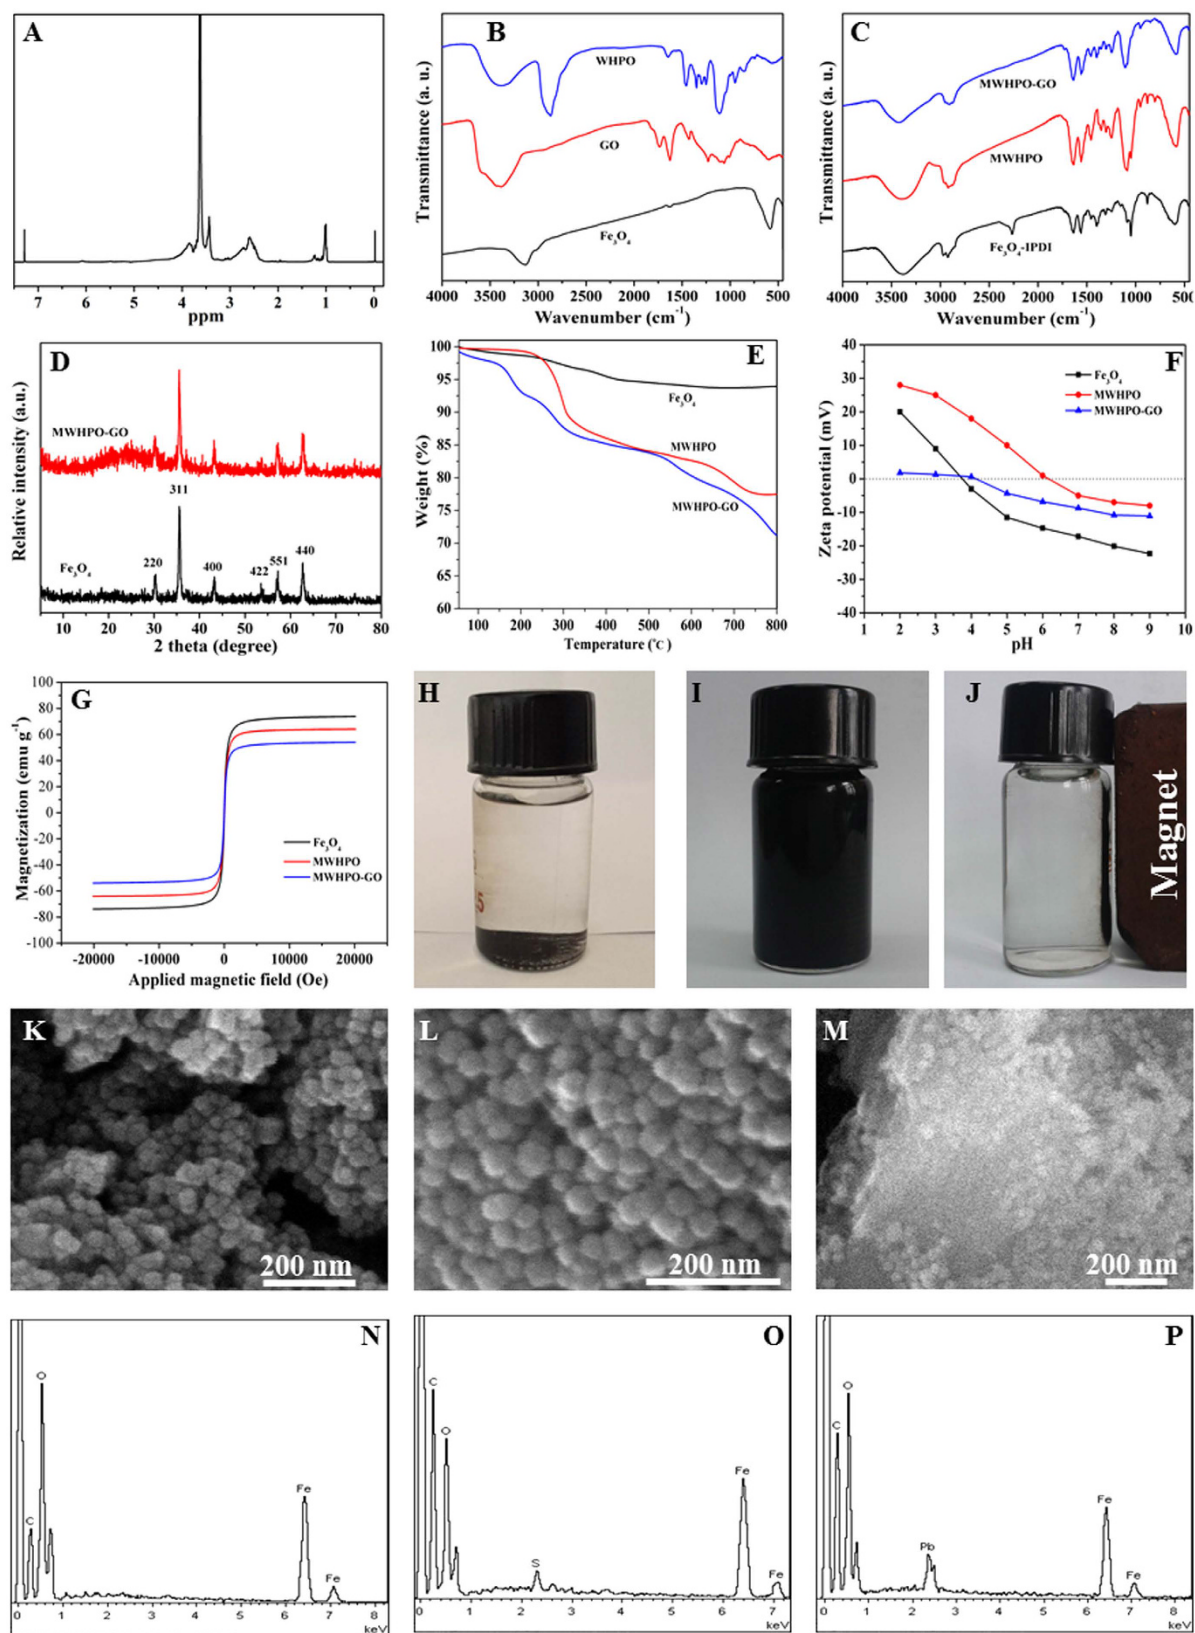 A
7 6 5 4 3 2 1 0
ppm
B
WHPO
GO
Fe3O4
Transmittance (a. u.)
4000 3500 3000 2500 2000 1500 1000 500
Wavenumber (cm-1)
C
MWHPO-GO
MWHPO
Fe3O4-IPDI
Transmittance (a. u.)
4000 3500 3000 2500 2000 1500 1000 500
Wavenumber (cm-1)
D
MWHPO-GO
311
220
400
422
551
440
Fe3O4
Relative intensity (a.u.)
10 20 30 40 50 60 70 80
2 theta (degree)
E
100
95
90
85
80
75
70
65
60
Fe3O4
MWHPO
MWHPO-GO
Weight (%)
100 200 300 400 500 600 700 800
Temperature (℃)
F
40
30
20
10
0
-10
-20
-30
-40
Fe3O4
MWHPO
MWHPO-GO
Zeta potential (mV)
1 2 3 4 5 6 7 8 9 10
pH
G
100
80
60
40
20
0
-20
-40
-60
-80
-100
Fe3O4
MWHPO
MWHPO-GO
Magnetization (emu g-1)
-20000 -10000 0 10000 20000
Applied magnetic field (Oe)
H
5
I
J
Magnet
K
200 nm
L
200 nm
M
200 nm
N
C
O
Fe
Fe
0 1 2 3 4 5 6 7 8
keV
O
C
O
S
Fe
Fe
0 1 2 3 4 5 6 7
keV
P
C
O
Pb
Fe
Fe
0 1 2 3 4 5 6 7 8
keV